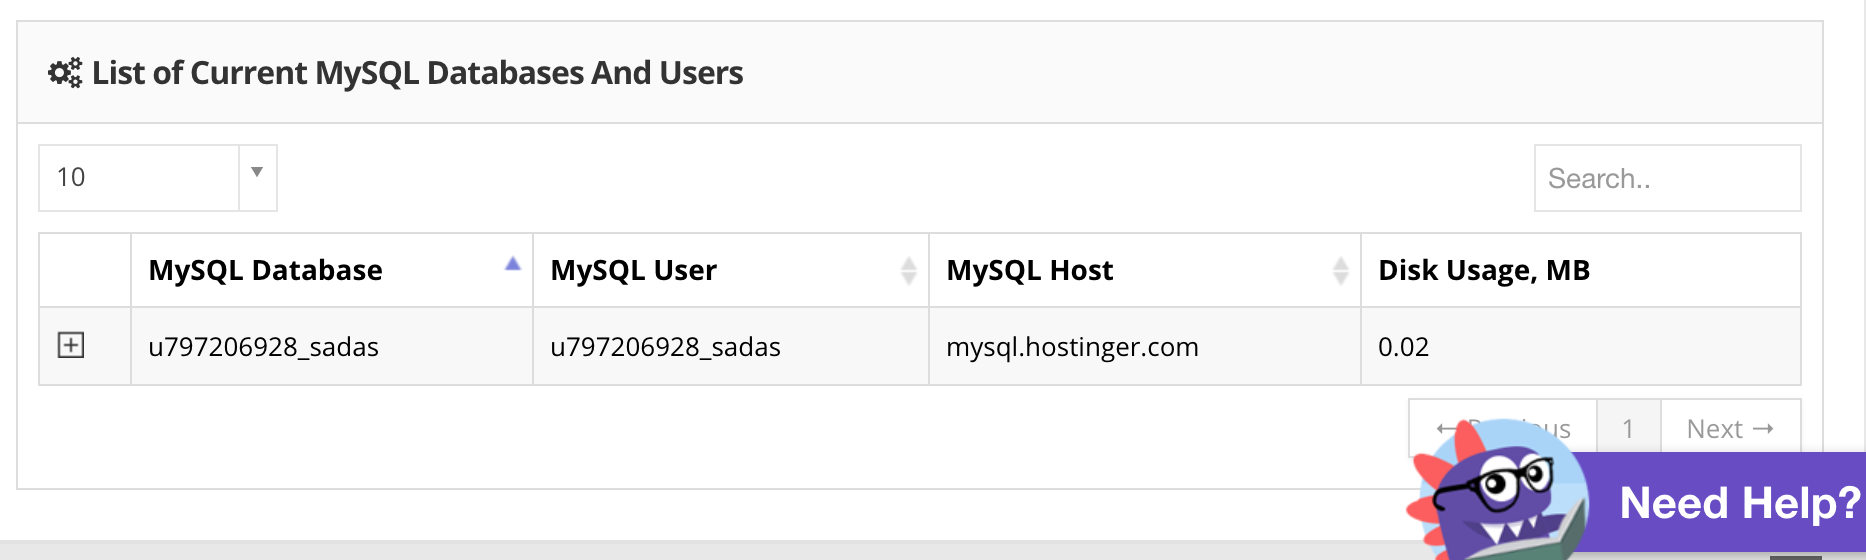 List of Current MySQL Databases And Users
10
Search..
MySQL Database MySQL User MySQL Host Disk Usage, MB
u797206928_sadas u797206928_sadas mysql.hostinger.com 0.02
← Previous 1 Next →
Need Help?